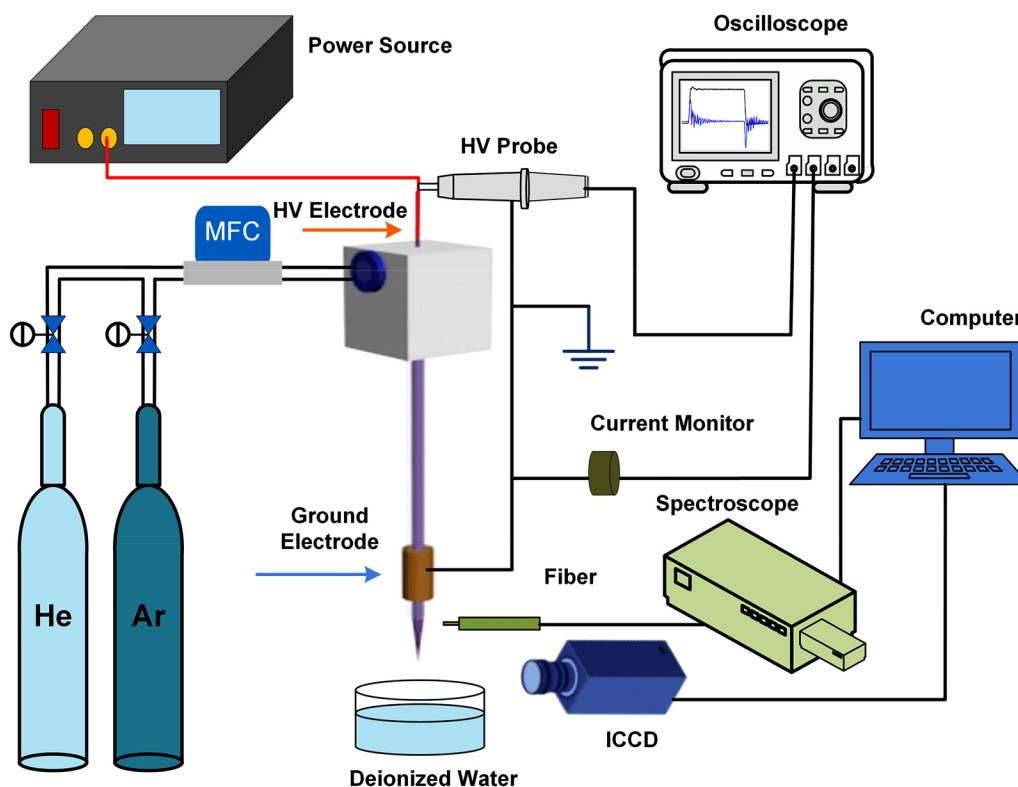 Power Source
Oscilloscope
HV Probe
HV Electrode
MFC
Computer
Current Monitor
Spectroscope
Ground
Electrode
Fiber
He
Ar
ICCD
Deionized Water